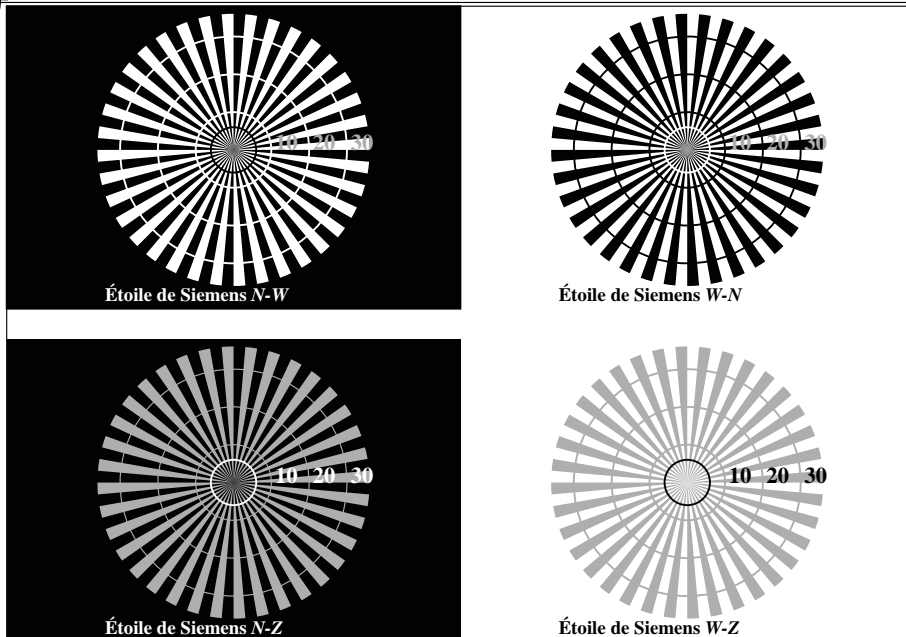 10 20 30
Étoile de Siemens N-W
10 20 30
Étoile de Siemens W-N
10 20 30
Étoile de Siemens N-Z
10 20 30
Étoile de Siemens W-Z